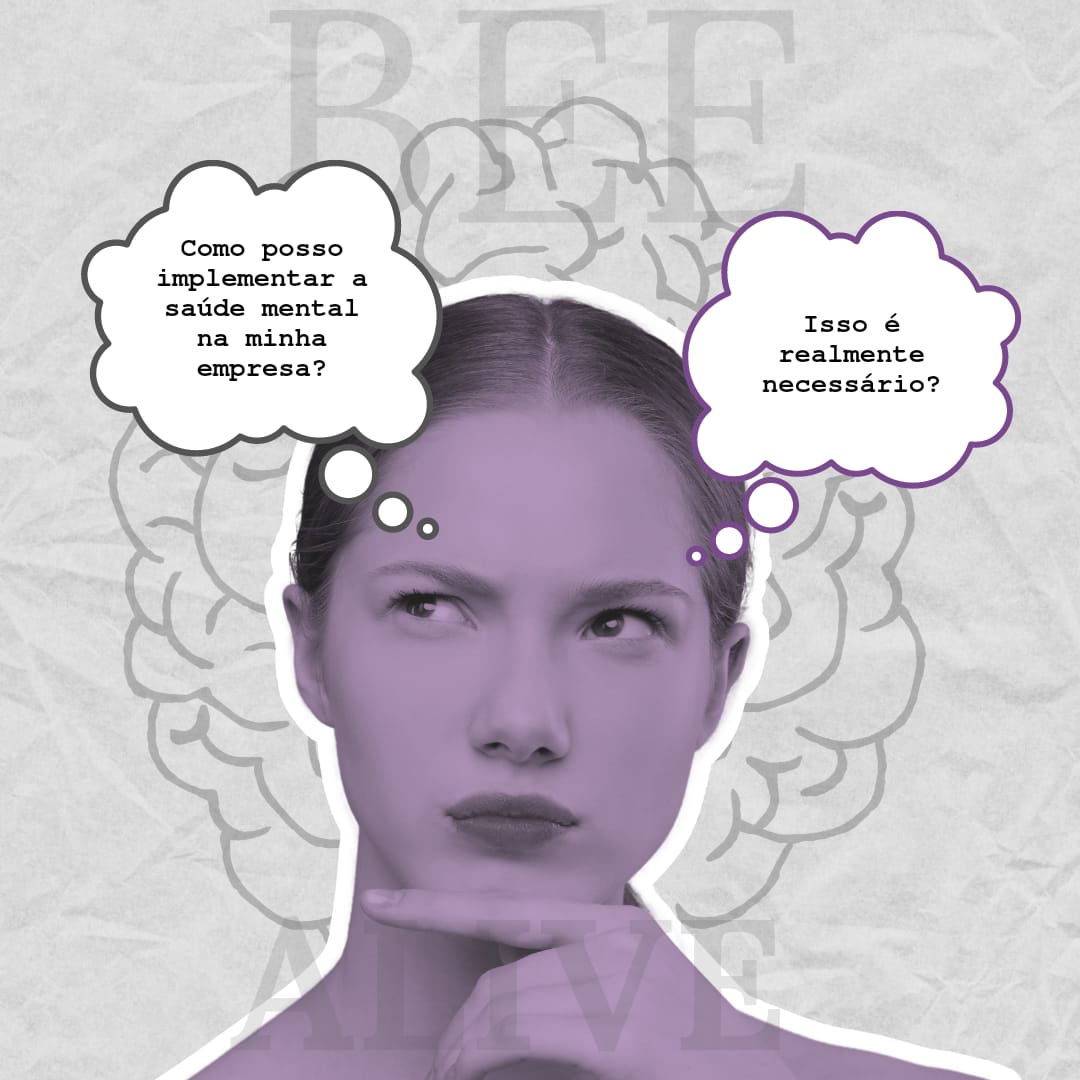 BEE
Como posso
implementar a
saúde mental
na minha
empresa?
Isso é
realmente
necessário?
ALIVE